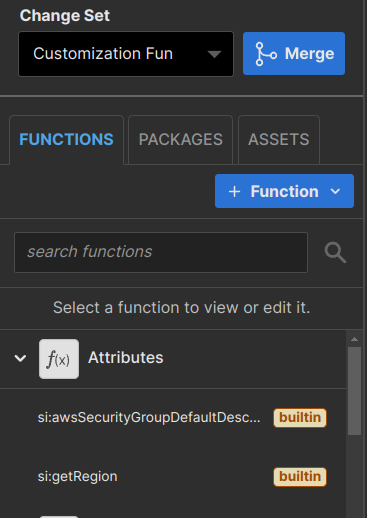 Change Set
Customization Fun
Merge
FUNCTIONS PACKAGES ASSETS
+ Function
search functions
Select a function to view or edit it.
f(x) Attributes
si:awsSecurityGroupDefaultDesc... builtin
si:getRegion builtin